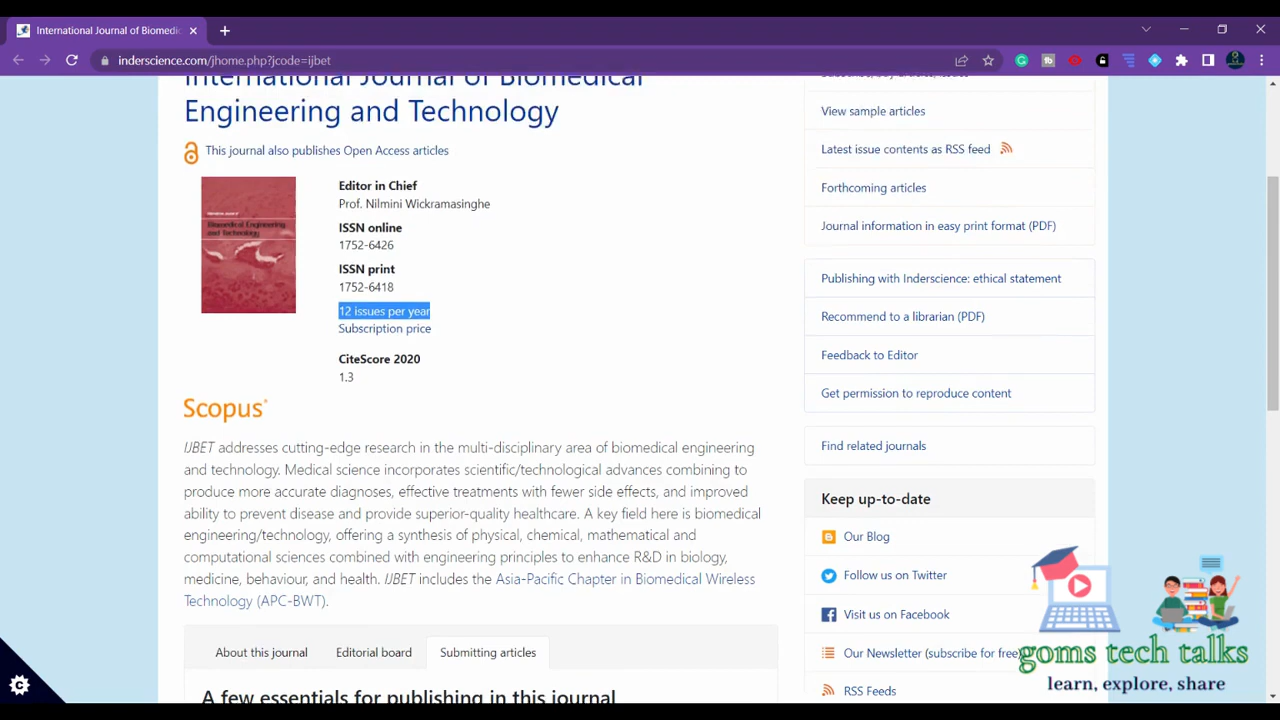 International Journal of Biomedic
inderscience.com/jhome.php?jcode=ijbet
International Journal of Biomedical
Engineering and Technology
This journal also publishes Open Access articles
Biomedical Engineering
and Technology
Editor in Chief
Prof. Nilmini Wickramasinghe
ISSN online
1752-6426
ISSN print
1752-6418
12 issues per year
Subscription price
CiteScore 2020
1.3
Scopus®
IJBET addresses cutting-edge research in the multi-disciplinary area of biomedical engineering
and technology. Medical science incorporates scientific/technological advances combining to
produce more accurate diagnoses, effective treatments with fewer side effects, and improved
ability to prevent disease and provide superior-quality healthcare. A key field here is biomedical
engineering/technology, offering a synthesis of physical, chemical, mathematical and
computational sciences combined with engineering principles to enhance R&D in biology,
medicine, behaviour, and health. IJBET includes the Asia-Pacific Chapter in Biomedical Wireless
Technology (APC-BWT).
About this journal
Editorial board
Submitting articles
A few essentials for publishing in this journal
View sample articles
Latest issue contents as RSS feed
Forthcoming articles
Journal information in easy print format (PDF)
Publishing with Inderscience: ethical statement
Recommend to a librarian (PDF)
Feedback to Editor
Get permission to reproduce content
Find related journals
Keep up-to-date
Our Blog
Follow us on Twitter
Visit us on Facebook
Our Newsletter (subscribe for free)
RSS Feeds
goms tech talks
learn, explore, share